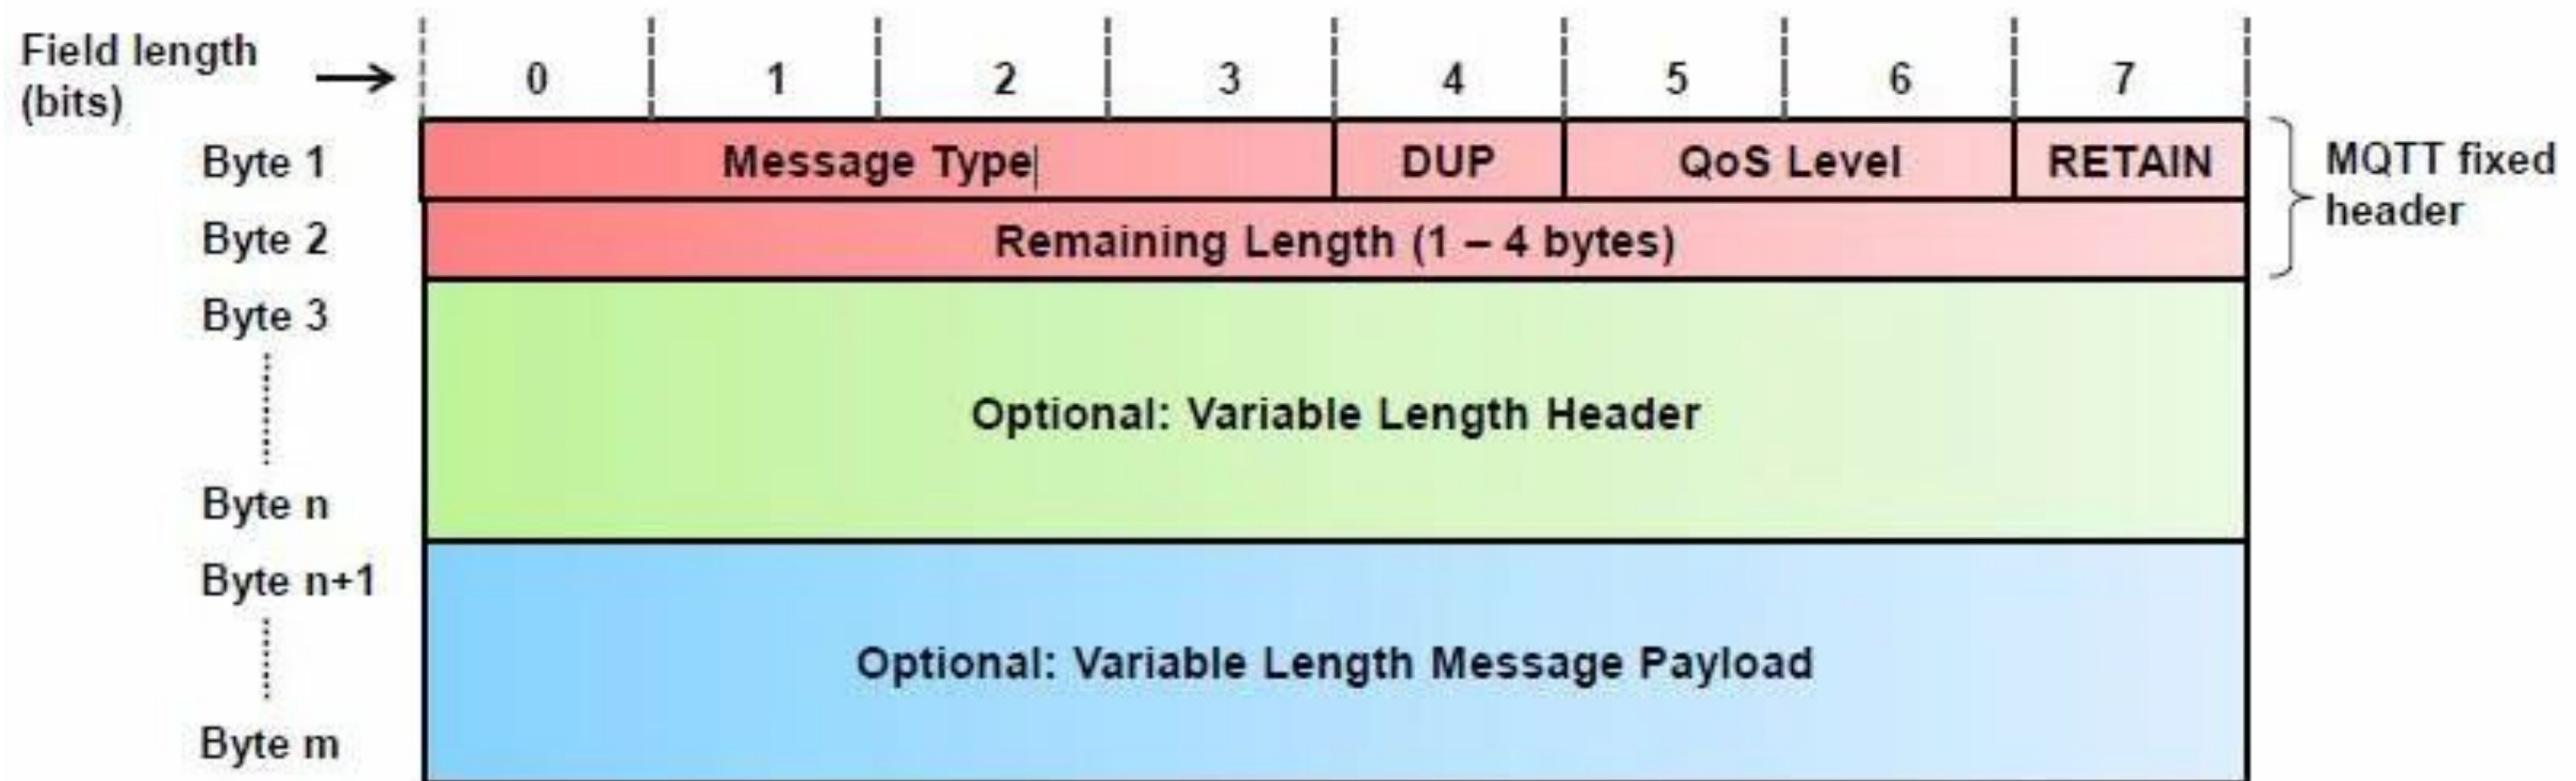 Field length
(bits)
0 1 2 3 4 5 6 7
Byte 1 Message Type DUP QoS Level RETAIN
MQTT fixed
header
Byte 2 Remaining Length (1 – 4 bytes)
Byte 3
Optional: Variable Length Header
Byte n
Byte n+1
Optional: Variable Length Message Payload
Byte m